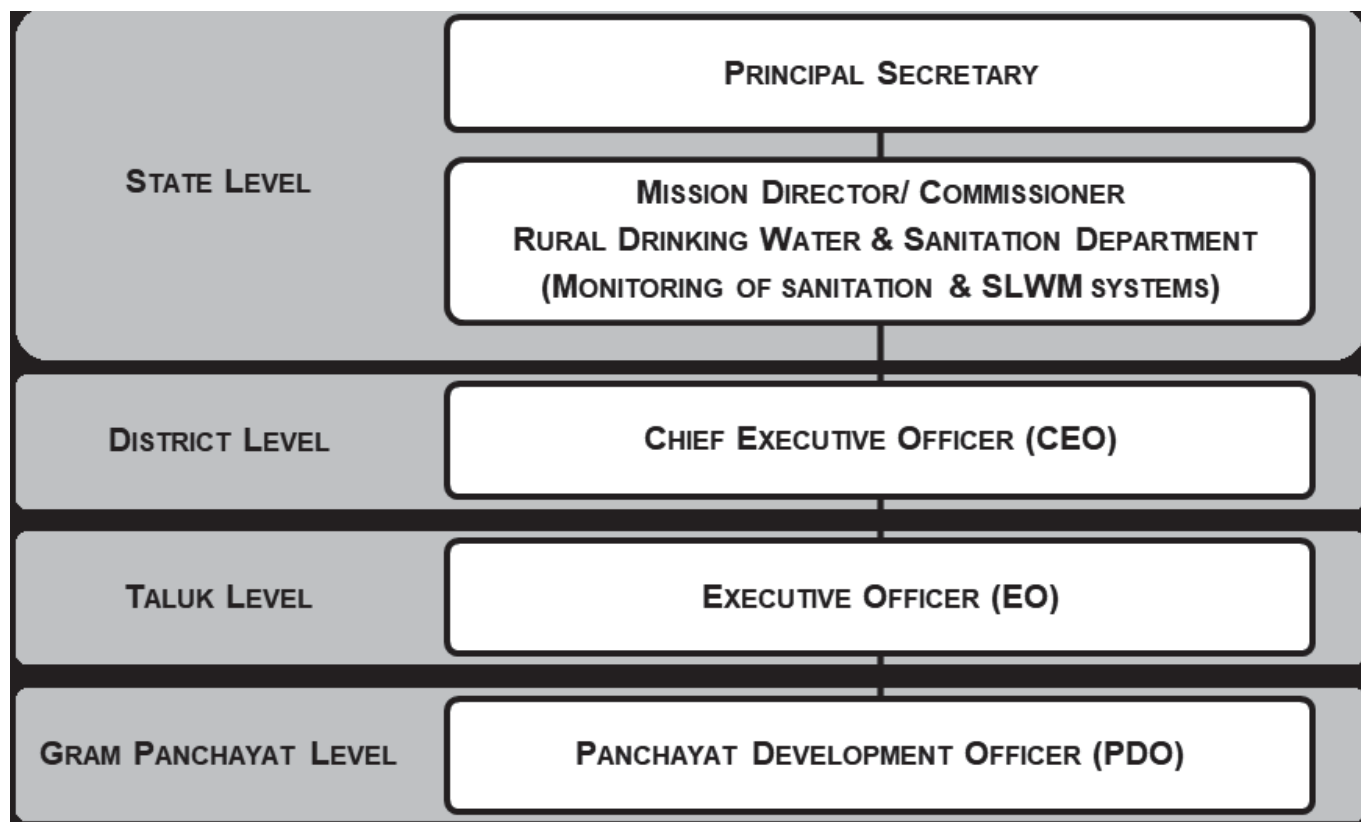 STATE LEVEL
PRINCIPAL SECRETARY
MISSION DIRECTOR/ COMMISSIONER
RURAL DRINKING WATER & SANITATION DEPARTMENT
(MONITORING OF SANITATION & SLWM SYSTEMS)
DISTRICT LEVEL
CHIEF EXECUTIVE OFFICER (CEO)
TALUK LEVEL
EXECUTIVE OFFICER (EO)
GRAM PANCHAYAT LEVEL
PANCHAYAT DEVELOPMENT OFFICER (PDO)